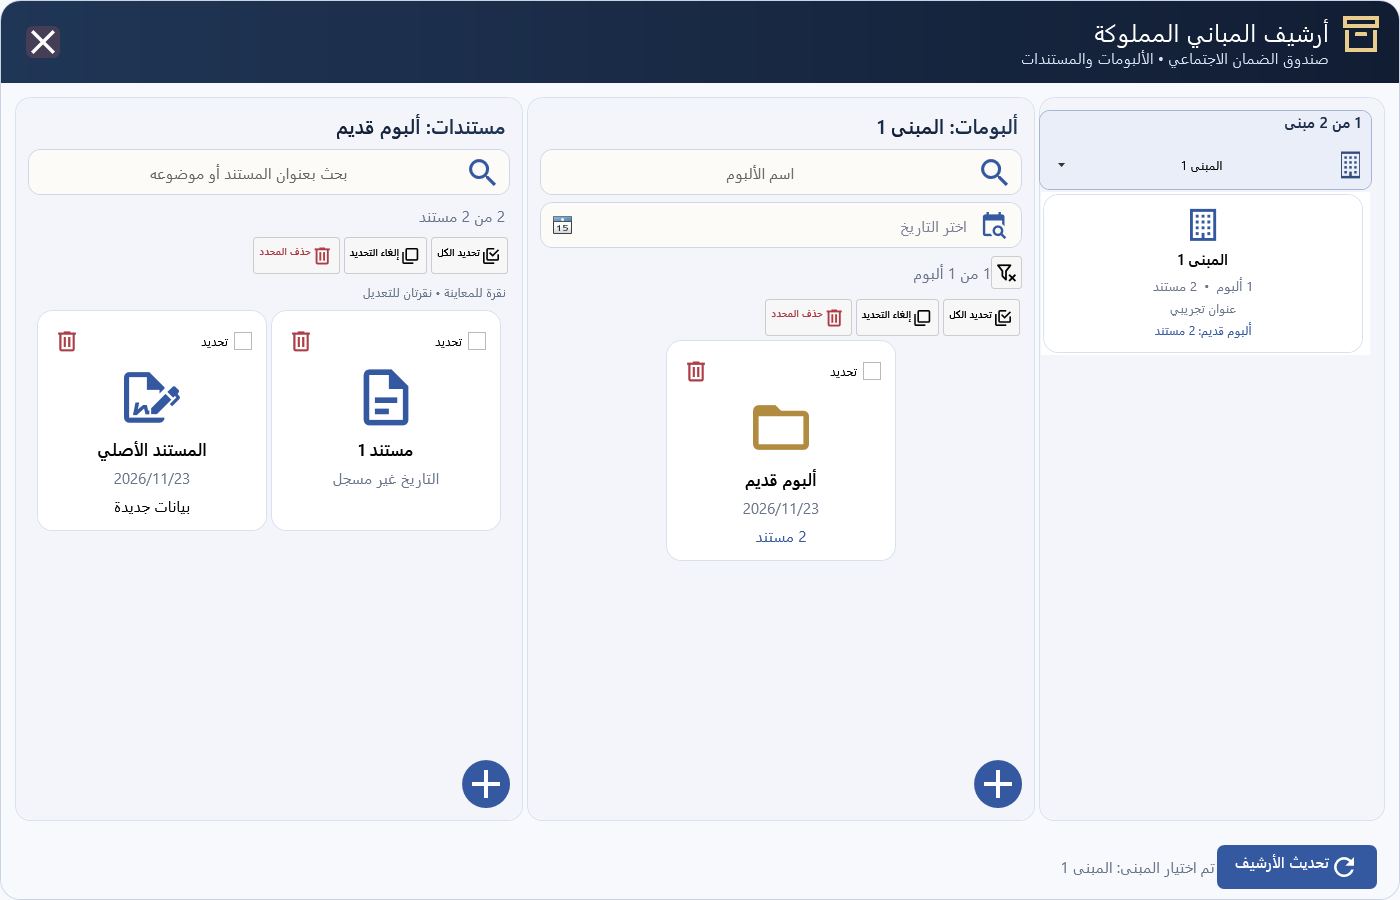 أرشيف المباني المملوكة
صندوق الضمان الاجتماعي • الألبومات والمستندات
1 من 2 مبنى
المبنى 1
المبنى 1
1 ألبوم • 2 مستند
عنوان تجريبي
ألبوم قديم: 2 مستند
ألبومات: المبنى 1
اسم الألبوم
اختر التاريخ
15
1 من 1 ألبوم
تحديد الكل
إلغاء التحديد
حذف المحدد
تحديد
ألبوم قديم
2026/11/23
2 مستند
مستندات: ألبوم قديم
بحث بعنوان المستند أو موضوعه
2 من 2 مستند
تحديد الكل
إلغاء التحديد
حذف المحدد
نقرة للمعاينة • نقرتان للتعديل
تحديد
مستند 1
التاريخ غير مسجل
تحديد
المستند الأصلي
2026/11/23
بيانات جديدة
تحديث الأرشيف
تم اختيار المبنى: المبنى 1